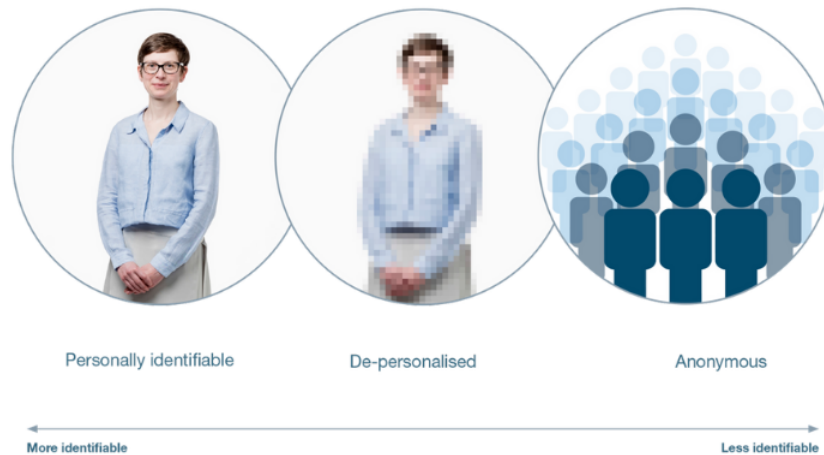 Personally identifiable
De-personalised
Anonymous
More identifiable
Less identifiable